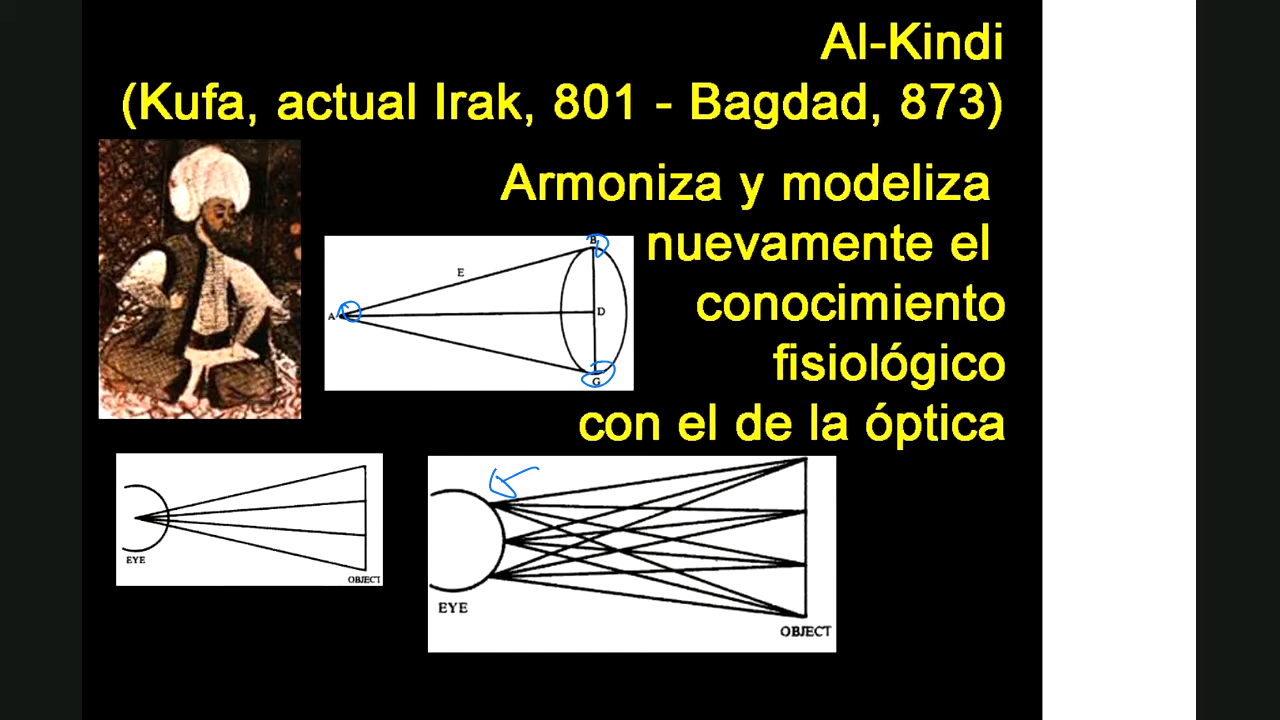 Al-Kindi
(Kufa, actual Irak, 801 - Bagdad, 873)
Armoniza y modeliza
nuevamente el
conocimiento
fisiológico
con el de la óptica
B
E
A
D
G
EYE
OBJECT
EYE
OBJECT